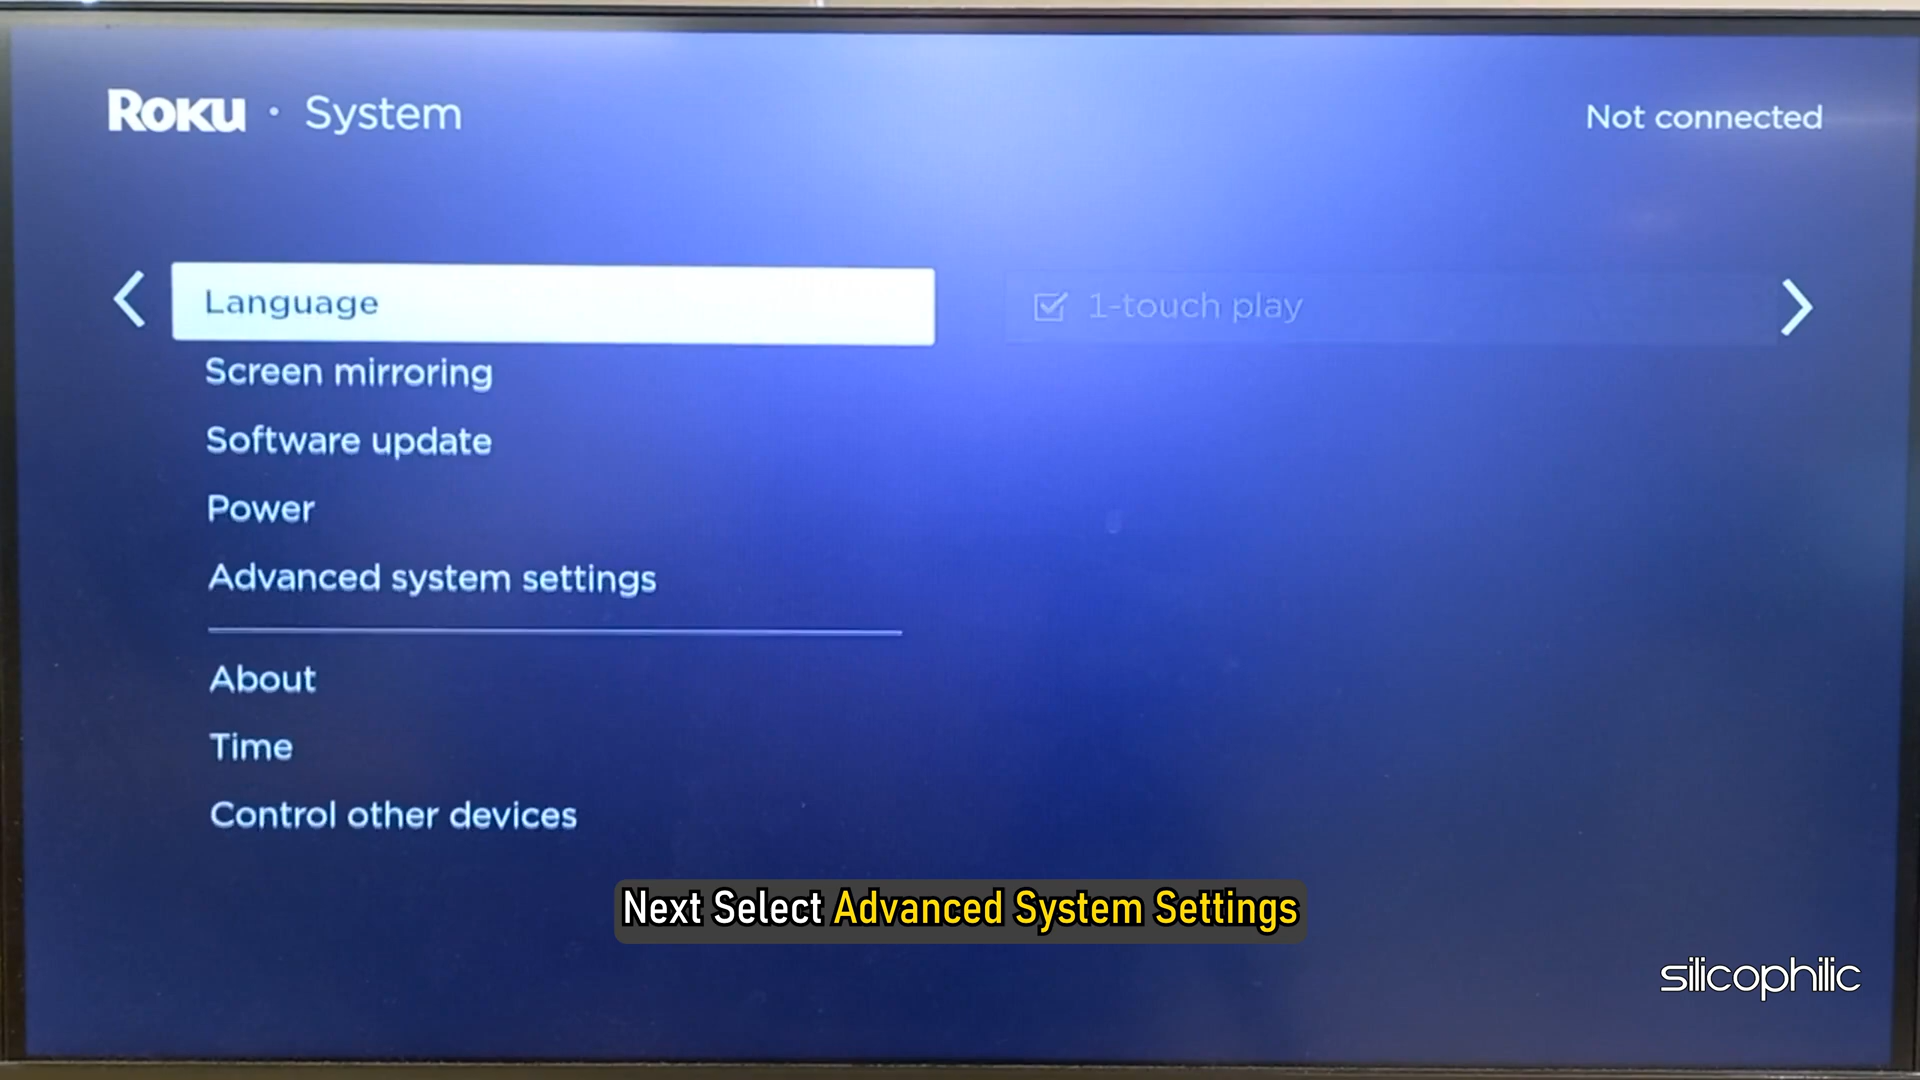 Roku · System
Not connected
Language
1-touch play
Screen mirroring
Software update
Power
Advanced system settings
About
Time
Control other devices
Next Select Advanced System Settings
silicophilic